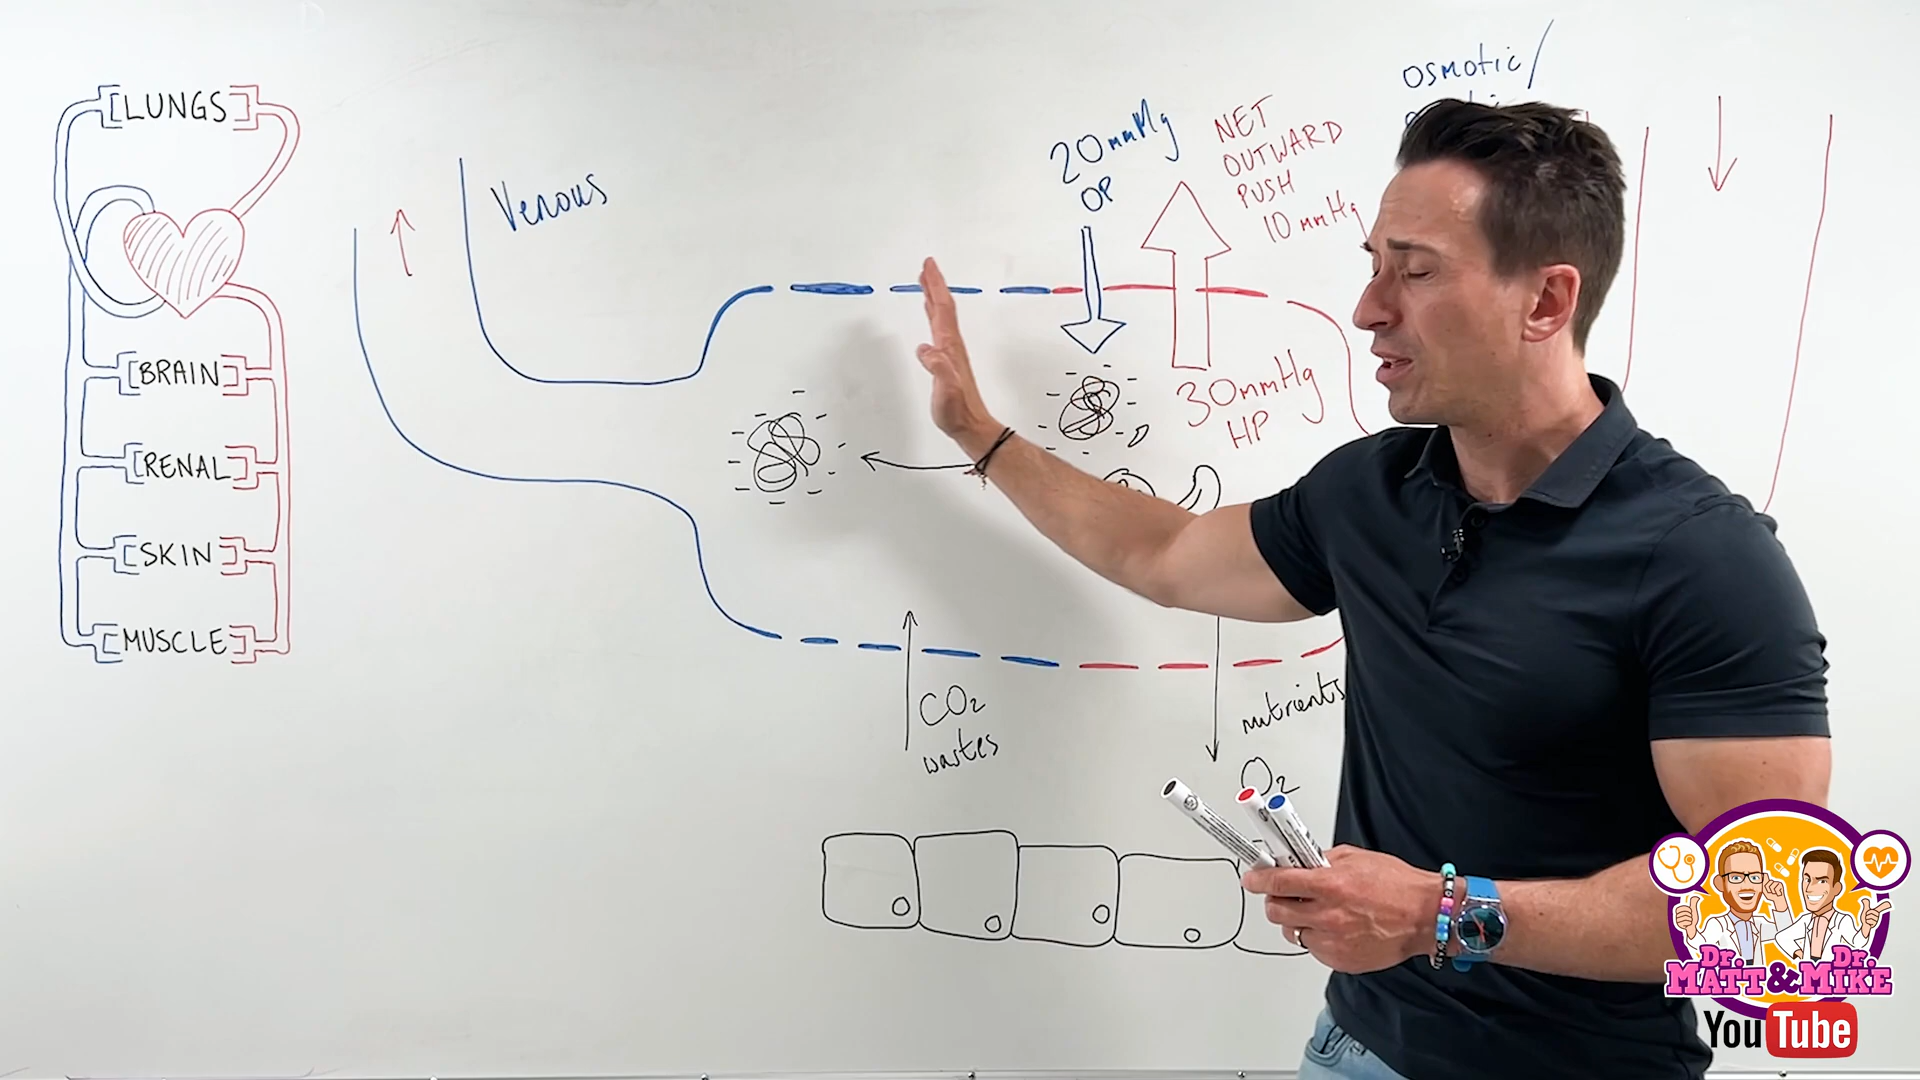 LUNGS
BRAIN
RENAL
SKIN
MUSCLE
Venous
20mmHg
OP
NET
OUTWARD
PUSH
10 mmHg
osmotic/
30mmHg
HP
CO2
wastes
nutrients
O2
Dr. Dr.
MATT&MIKE
YouTube